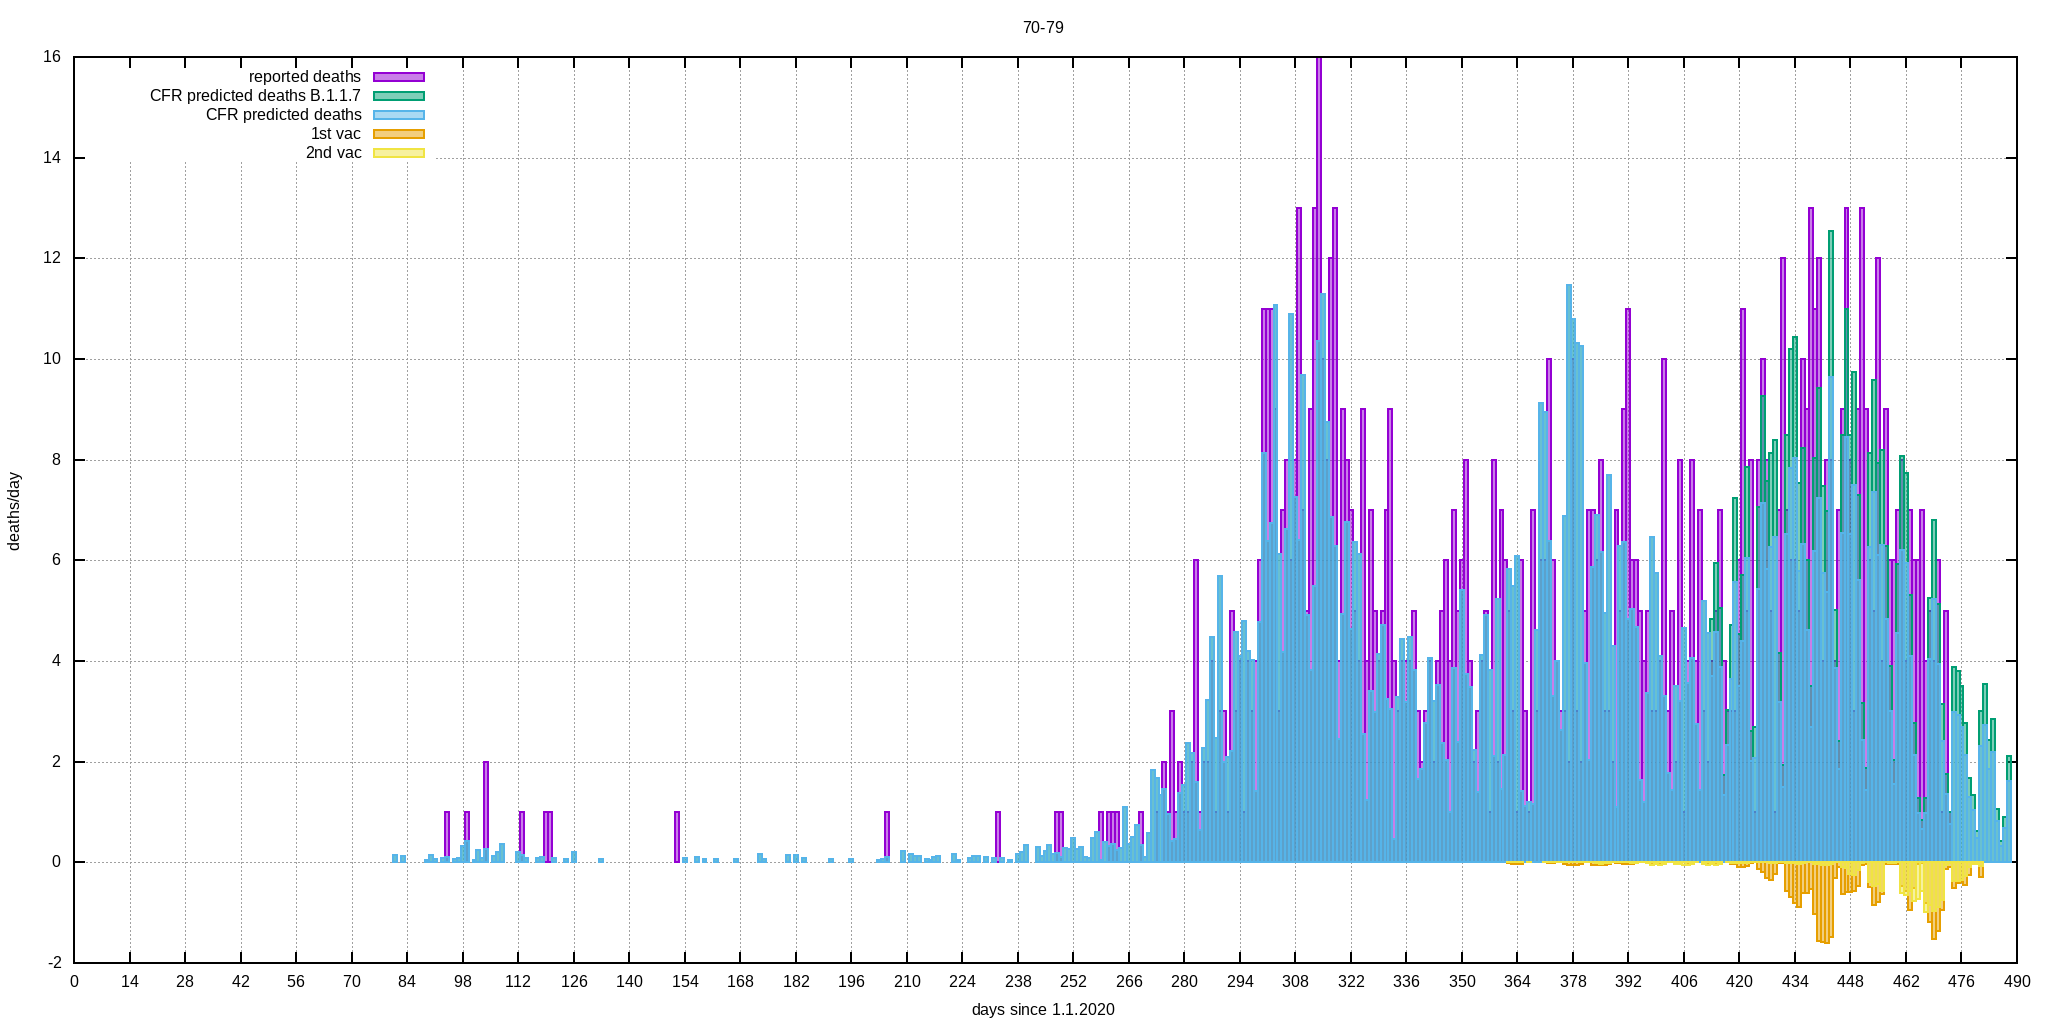 70-79
reported deaths
CFR predicted deaths B.1.1.7
CFR predicted deaths
1st vac
2nd vac
16
14
12
10
8
6
4
2
0
-2
deaths/day
0 14 28 42 56 70 84 98 112 126 140 154 168 182 196 210 224 238 252 266 280 294 308 322 336 350 364 378 392 406 420 434 448 462 476 490
days since 1.1.2020